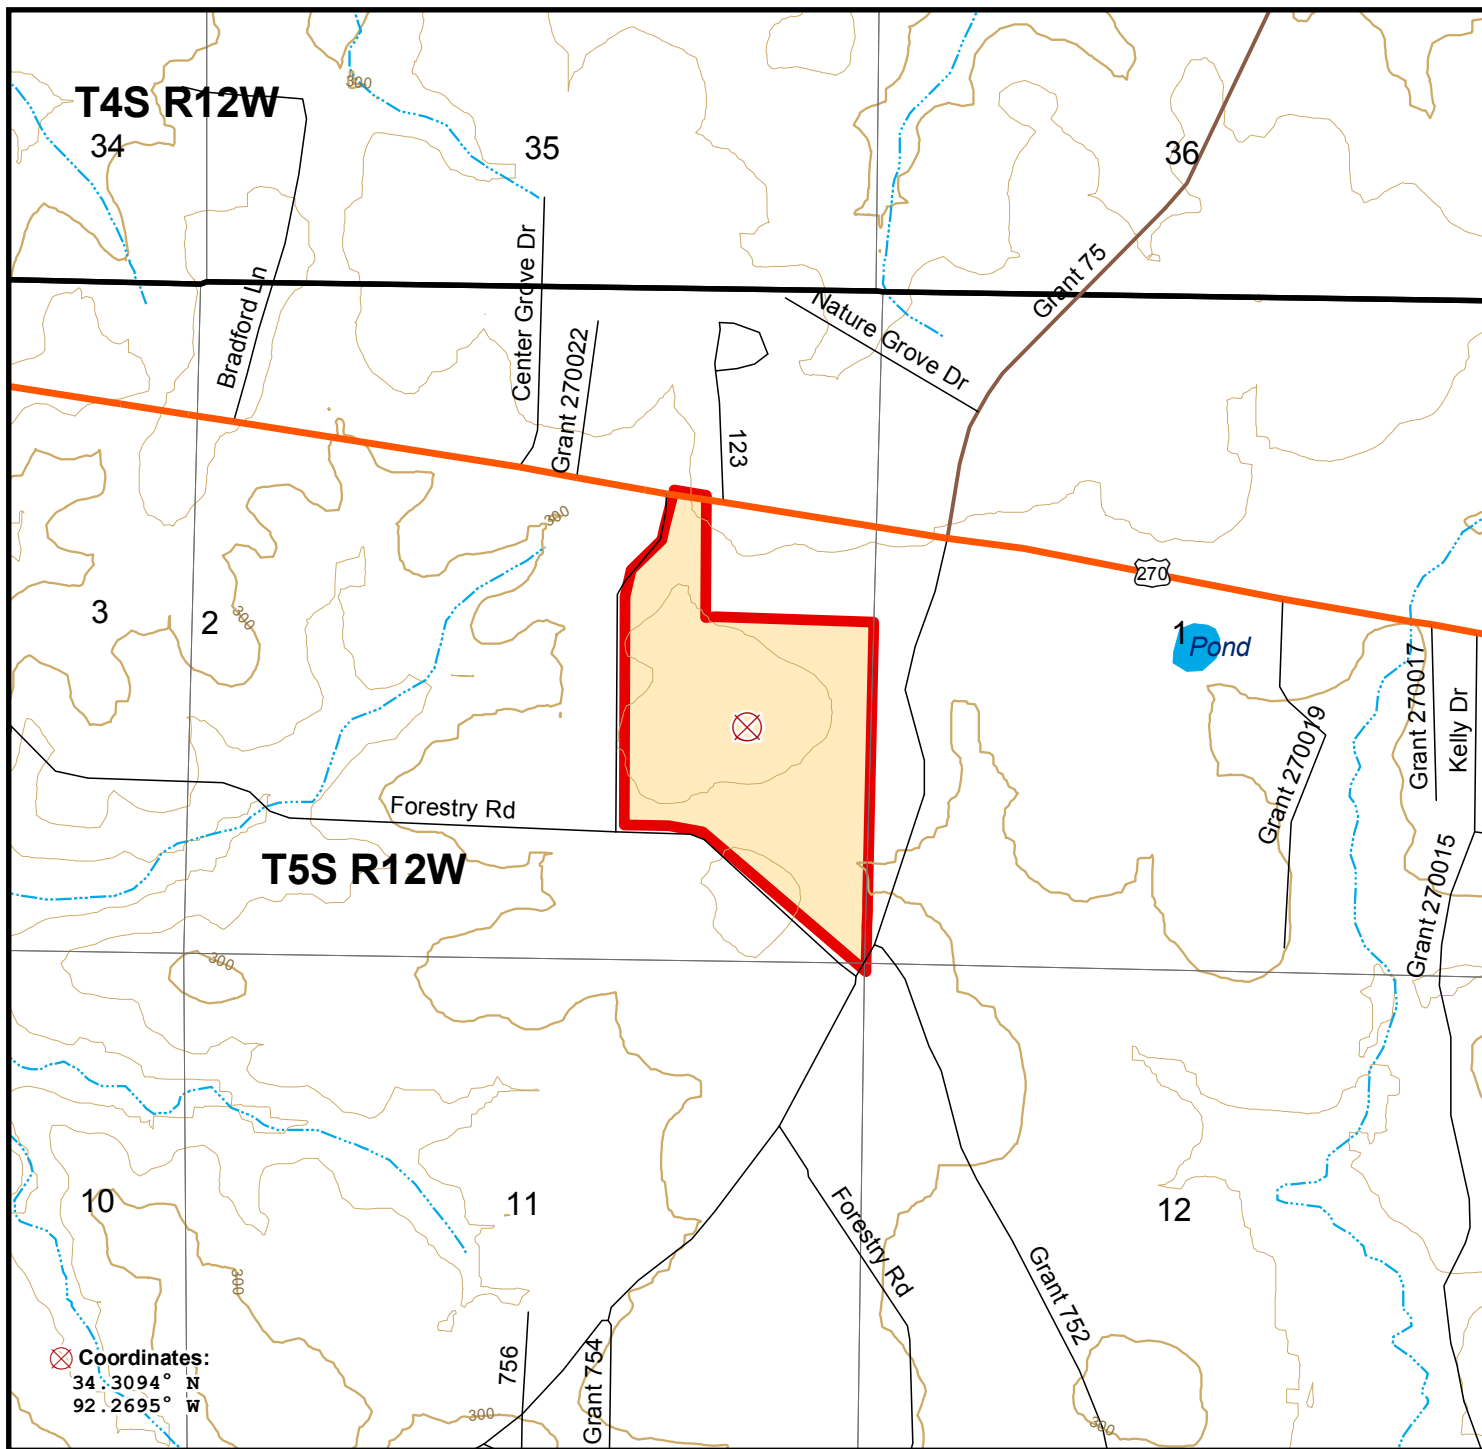 T4S R12W
34
300
35
36
Bradford Ln
Center Grove Dr
Grant 270022
123
Nature Grove Dr
Grant 75
300
270
3
2
300
1
Pond
Grant 270017
Kelly Dr
Grant 270019
Grant 270015
Forestry Rd
T5S R12W
300
10
11
12
Forestry Rd
Grant 752
300
756
Grant 754
300
300
Coordinates:
34.3094° N
92.2695° W